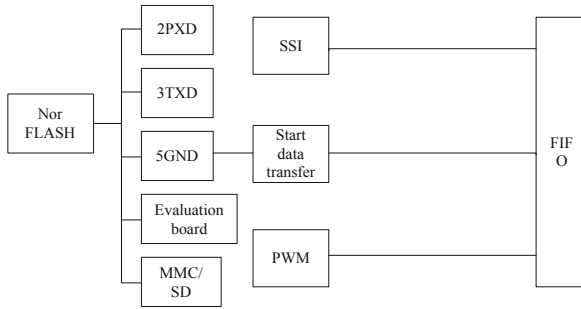 2PXD
SSI
3TXD
Nor
FLASH
5GND
Start
data
transfer
FIF
O
Evaluation
board
PWM
MMC/
SD